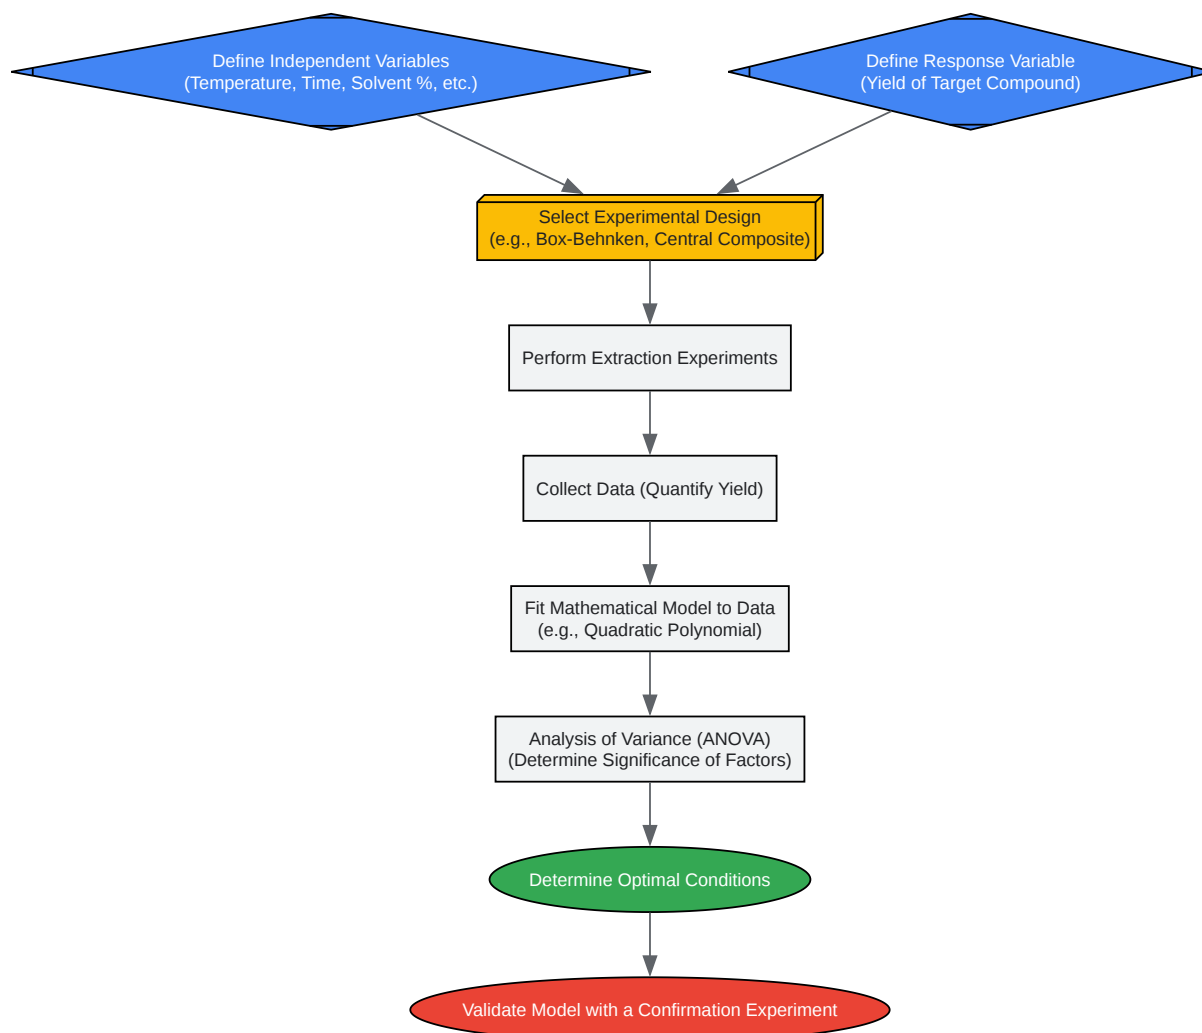 Define Independent Variables
(Temperature, Time, Solvent %, etc.)
Define Response Variable
(Yield of Target Compound)
Select Experimental Design
(e.g., Box-Behnken, Central Composite)
Perform Extraction Experiments
Collect Data (Quantify Yield)
Fit Mathematical Model to Data
(e.g., Quadratic Polynomial)
Analysis of Variance (ANOVA)
(Determine Significance of Factors)
Determine Optimal Conditions
Validate Model with a Confirmation Experiment